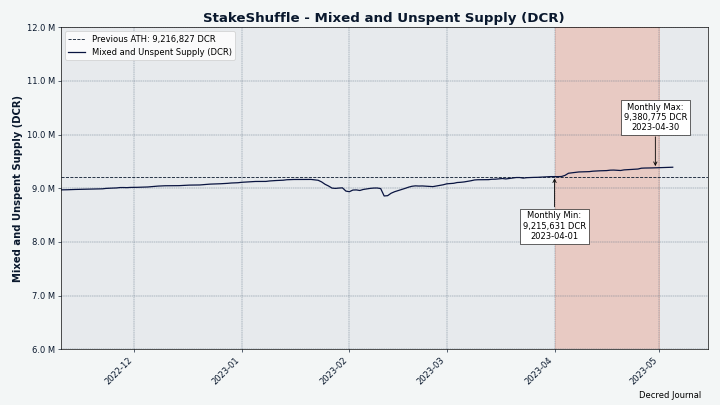 StakeShuffle - Mixed and Unspent Supply (DCR)
12.0 M
11.0 M
10.0 M
9.0 M
8.0 M
7.0 M
6.0 M
Mixed and Unspent Supply (DCR)
Previous ATH: 9,216,827 DCR
Mixed and Unspent Supply (DCR)
Monthly Max:
9,380,775 DCR
2023-04-30
Monthly Min:
9,215,631 DCR
2023-04-01
2022-12
2023-01
2023-02
2023-03
2023-04
2023-05
Decred Journal